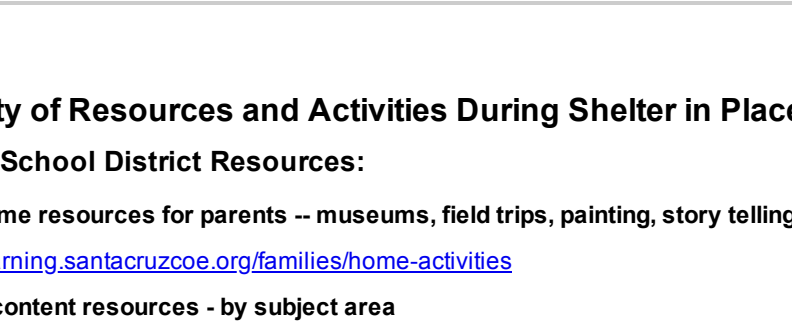 ty of Resources and Activities During Shelter in Place
School District Resources:
me resources for parents -- museums, field trips, painting, story telling
rning.santacruzcoe.org/families/home-activities
content resources - by subject area